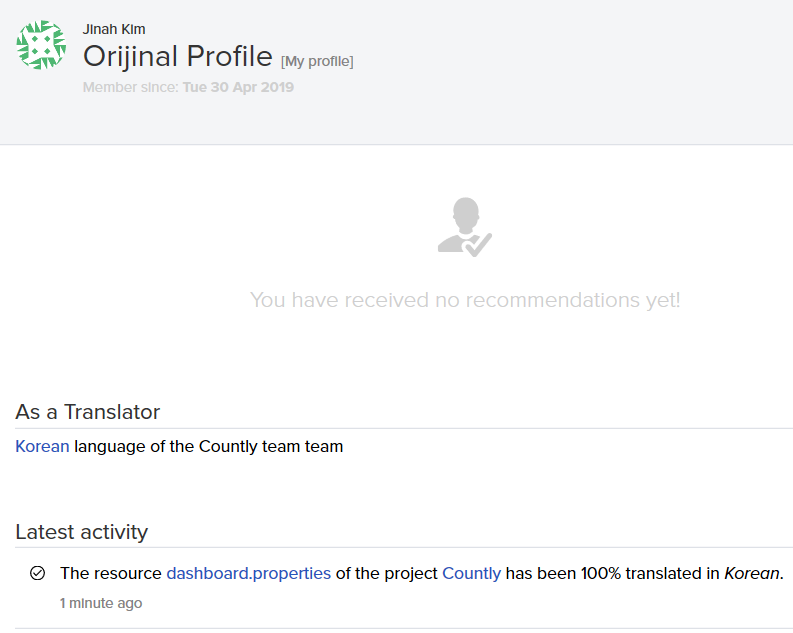 Jinah Kim
Orijinal Profile [My profile]
Member since: Tue 30 Apr 2019
You have received no recommendations yet!
As a Translator
Korean language of the Countly team team
Latest activity
The resource dashboard.properties of the project Countly has been 100% translated in Korean.
1 minute ago